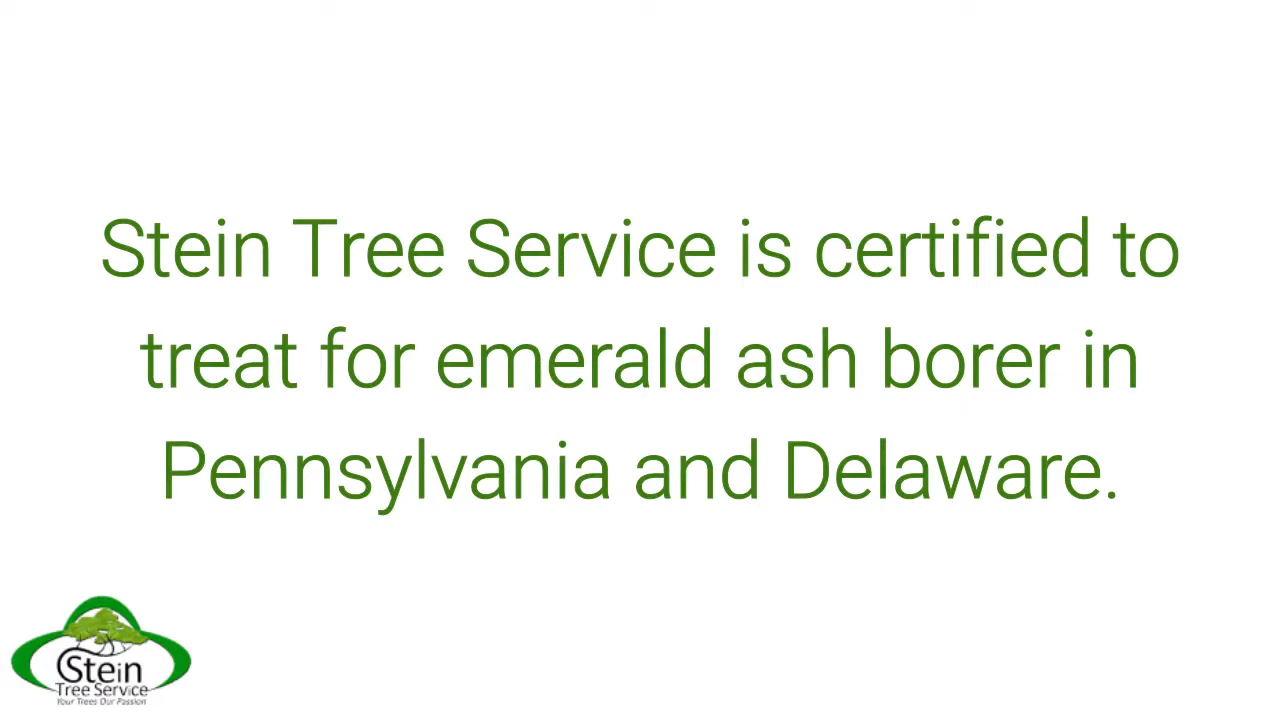 Stein Tree Service is certified to
treat for emerald ash borer in
Pennsylvania and Delaware.
Stein
Tree Service
Your Trees Our Passion